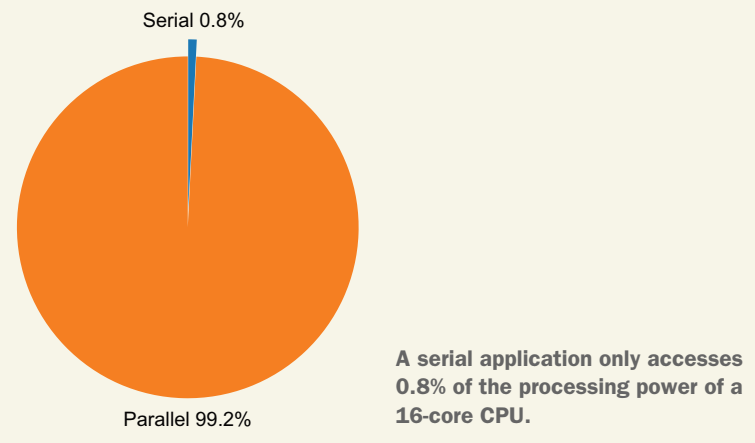 Serial 0.8%
Parallel 99.2%
A serial application only accesses
0.8% of the processing power of a
16-core CPU.